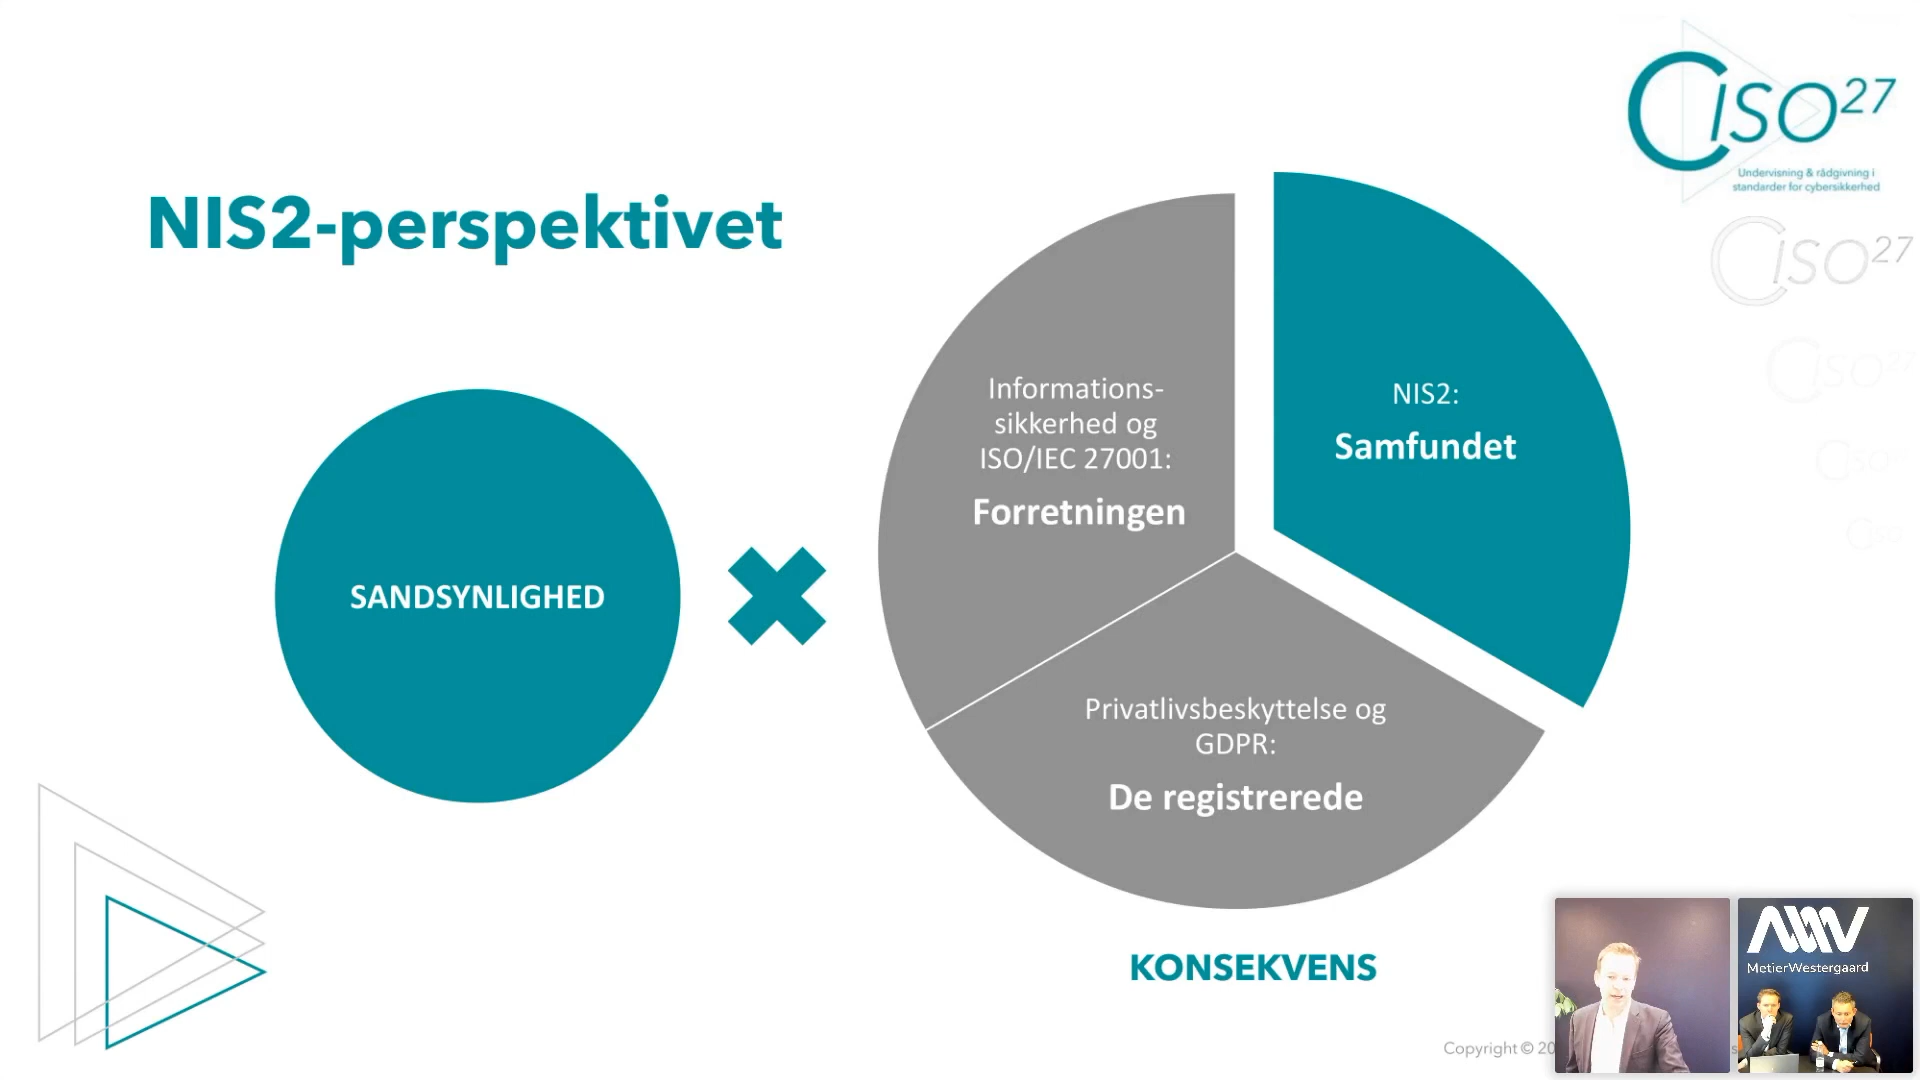 CISO27
Undervisning & rådgivning i
standarder for cybersikkerhed
CISO27
NIS2-perspektivet
SANDSYNLIGHED
Informations-
sikkerhed og
ISO/IEC 27001:
Forretningen
NIS2:
Samfundet
Privatlivsbeskyttelse og
GDPR:
De registrerede
KONSEKVENS
MetierWestergaard
Copyright © 20